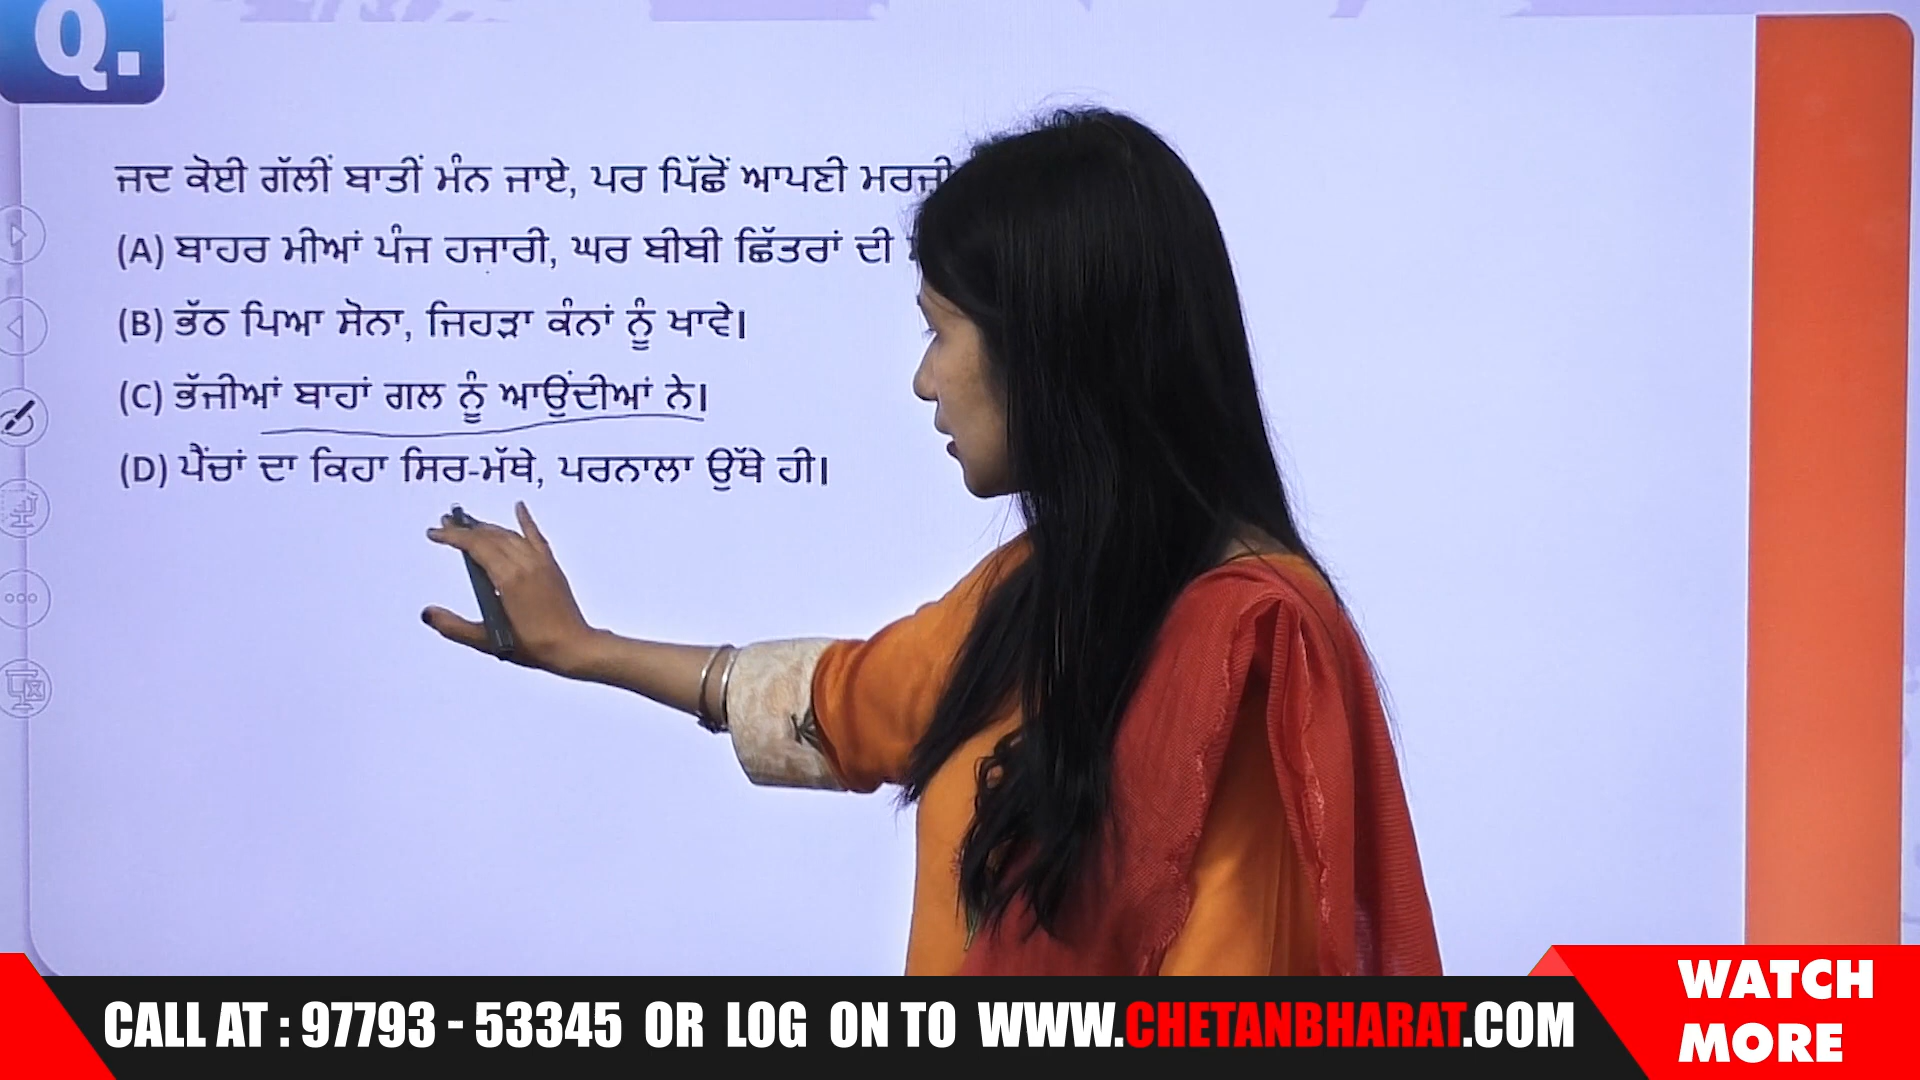 Q.
ਜਦ ਕੋਈ ਗੱਲੀਂ ਬਾਤੀਂ ਮੰਨ ਜਾਏ, ਪਰ ਪਿੱਛੋਂ ਆਪਣੀ ਮਰਜ਼ੀ
(A) ਬਾਹਰ ਮੀਆਂ ਪੰਜ ਹਜਾਰੀ, ਘਰ ਬੀਬੀ ਛਿੱਤਰਾਂ ਦੀ
(B) ਭੱਠ ਪਿਆ ਸੋਨਾ, ਜਿਹੜਾ ਕੰਨਾਂ ਨੂੰ ਖਾਵੇ।
(C) ਭੱਜੀਆਂ ਬਾਹਾਂ ਗਲ ਨੂੰ ਆਉਂਦੀਆਂ ਨੇ।
(D) ਪੈਂਚਾਂ ਦਾ ਕਿਹਾ ਸਿਰ-ਮੱਥੇ, ਪਰਨਾਲਾ ਉੱਥੇ ਹੀ।
CALL AT : 97793 - 53345 OR LOG ON TO WWW.CHETANBHARAT.COM
WATCH
MORE